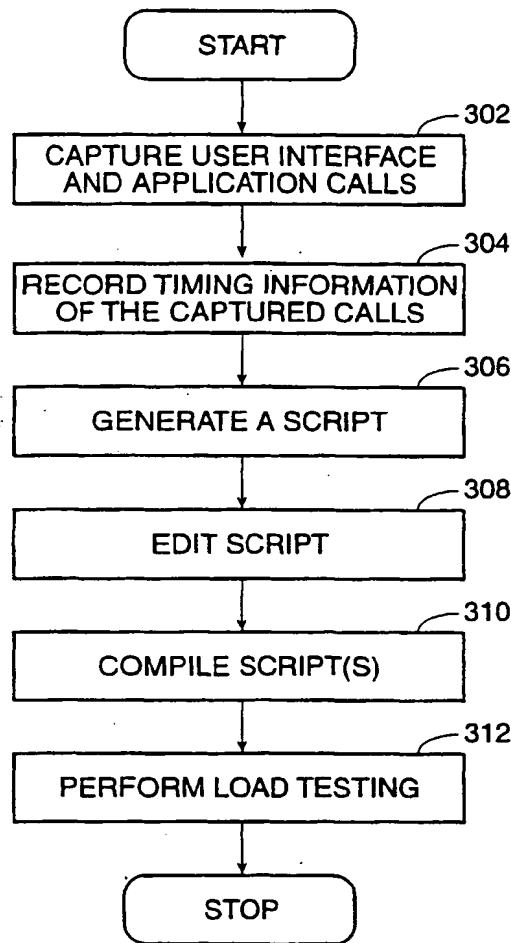 START
302
CAPTURE USER INTERFACE
AND APPLICATION CALLS
304
RECORD TIMING INFORMATION
OF THE CAPTURED CALLS
306
GENERATE A SCRIPT
308
EDIT SCRIPT
310
COMPILE SCRIPT(S)
312
PERFORM LOAD TESTING
STOP